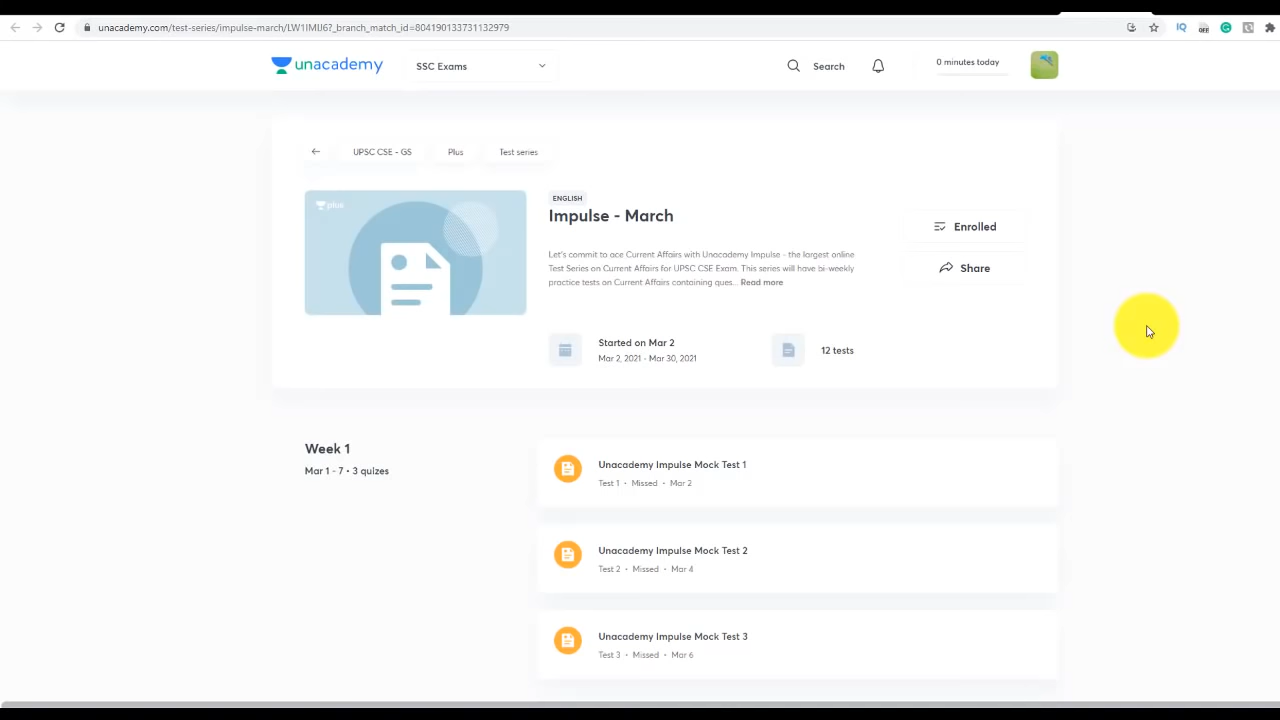 unacademy.com/test-series/impulse-march/LW1IMIJ6?_branch_match_id=804190133731132979
unacademy
SSC Exams
Search
0 minutes today
UPSC CSE - GS
Plus
Test series
plus
ENGLISH
Impulse - March
Enrolled
Let's commit to ace Current Affairs with Unacademy Impulse - the largest online
Test Series on Current Affairs for UPSC CSE Exam. This series will have bi-weekly
practice tests on Current Affairs containing ques... Read more
Share
Started on Mar 2
Mar 2, 2021 - Mar 30, 2021
12 tests
Week 1
Mar 1 - 7 • 3 quizes
Unacademy Impulse Mock Test 1
Test 1 • Missed • Mar 2
Unacademy Impulse Mock Test 2
Test 2 • Missed • Mar 4
Unacademy Impulse Mock Test 3
Test 3 • Missed • Mar 6